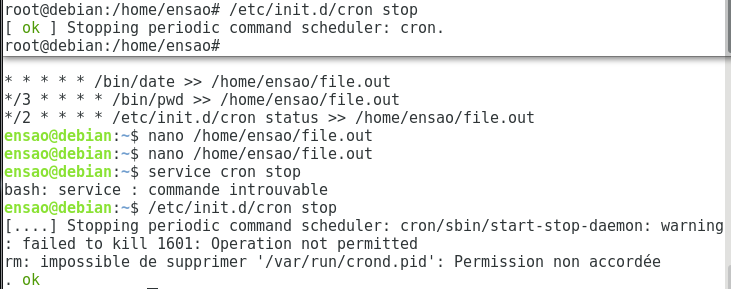 root@debian:/home/ensao# /etc/init.d/cron stop
[ ok ] Stopping periodic command scheduler: cron.
root@debian:/home/ensao#
* * * * * /bin/date >> /home/ensao/file.out
*/3 * * * * /bin/pwd >> /home/ensao/file.out
*/2 * * * * /etc/init.d/cron status >> /home/ensao/file.out
ensao@debian:~$ nano /home/ensao/file.out
ensao@debian:~$ nano /home/ensao/file.out
ensao@debian:~$ service cron stop
bash: service : commande introuvable
ensao@debian:~$ /etc/init.d/cron stop
[....] Stopping periodic command scheduler: cron/sbin/start-stop-daemon: warning
: failed to kill 1601: Operation not permitted
rm: impossible de supprimer '/var/run/crond.pid': Permission non accordée
. ok